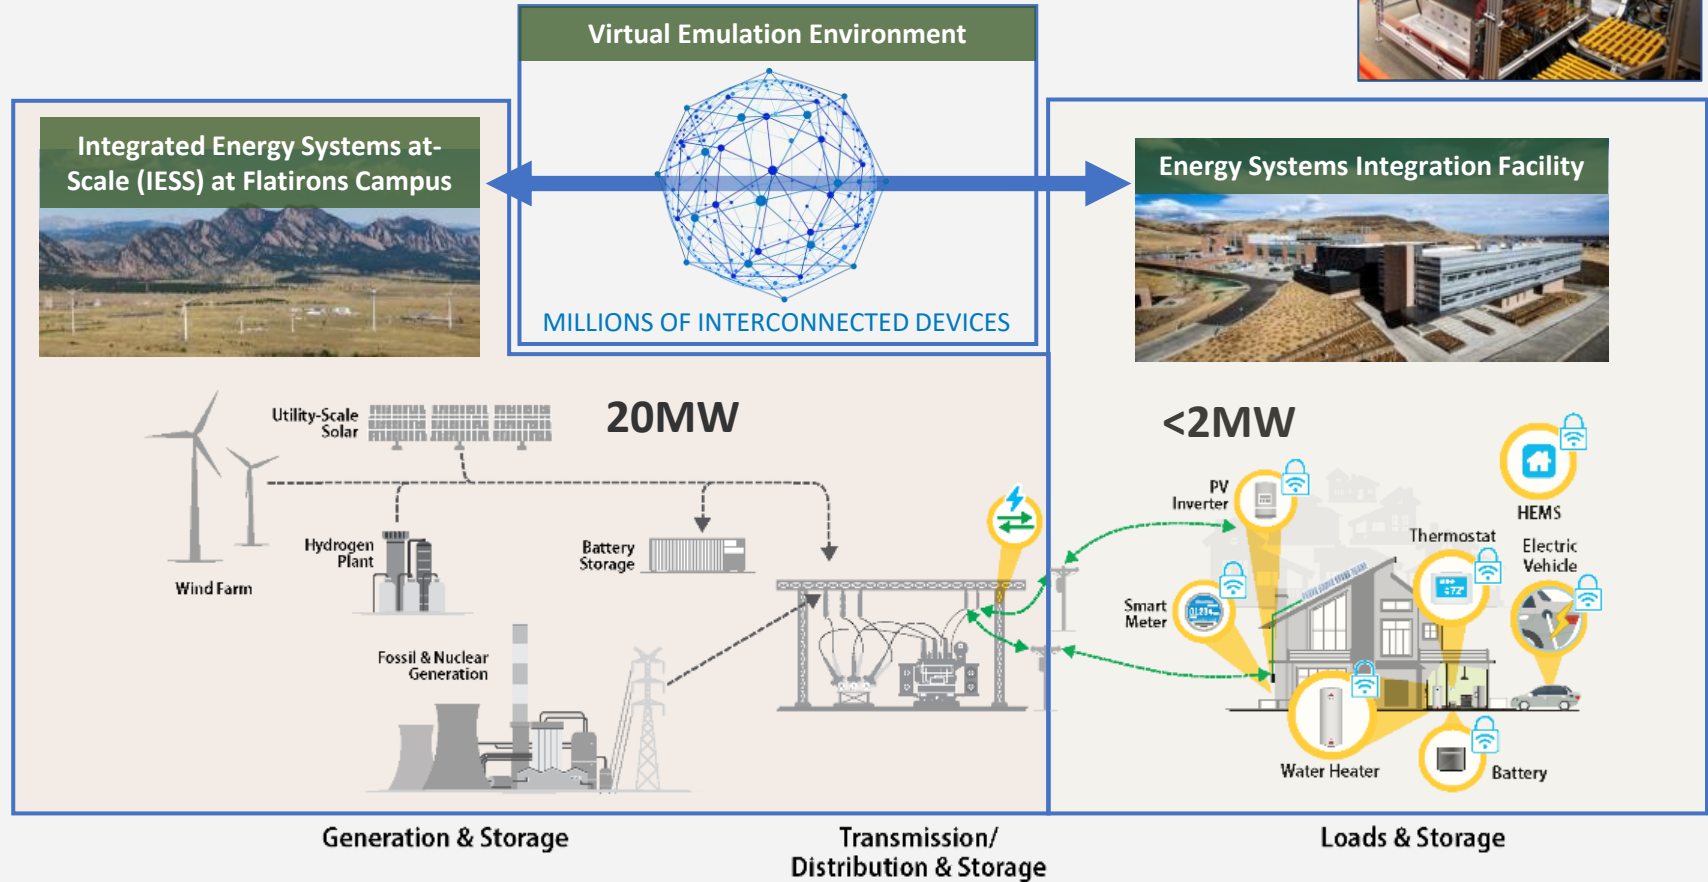 Virtual Emulation Environment
Integrated Energy Systems at-
Scale (IESS) at Flatirons Campus
Energy Systems Integration Facility
MILLIONS OF INTERCONNECTED DEVICES
20MW
<2MW
Utility-Scale
Solar
Wind Farm
Hydrogen
Plant
Battery
Storage
Fossil & Nuclear
Generation
PV
Inverter
HEMS
Thermostat
Electric
Vehicle
Smart
Meter
Water Heater
Battery
Generation & Storage
Transmission/
Distribution & Storage
Loads & Storage